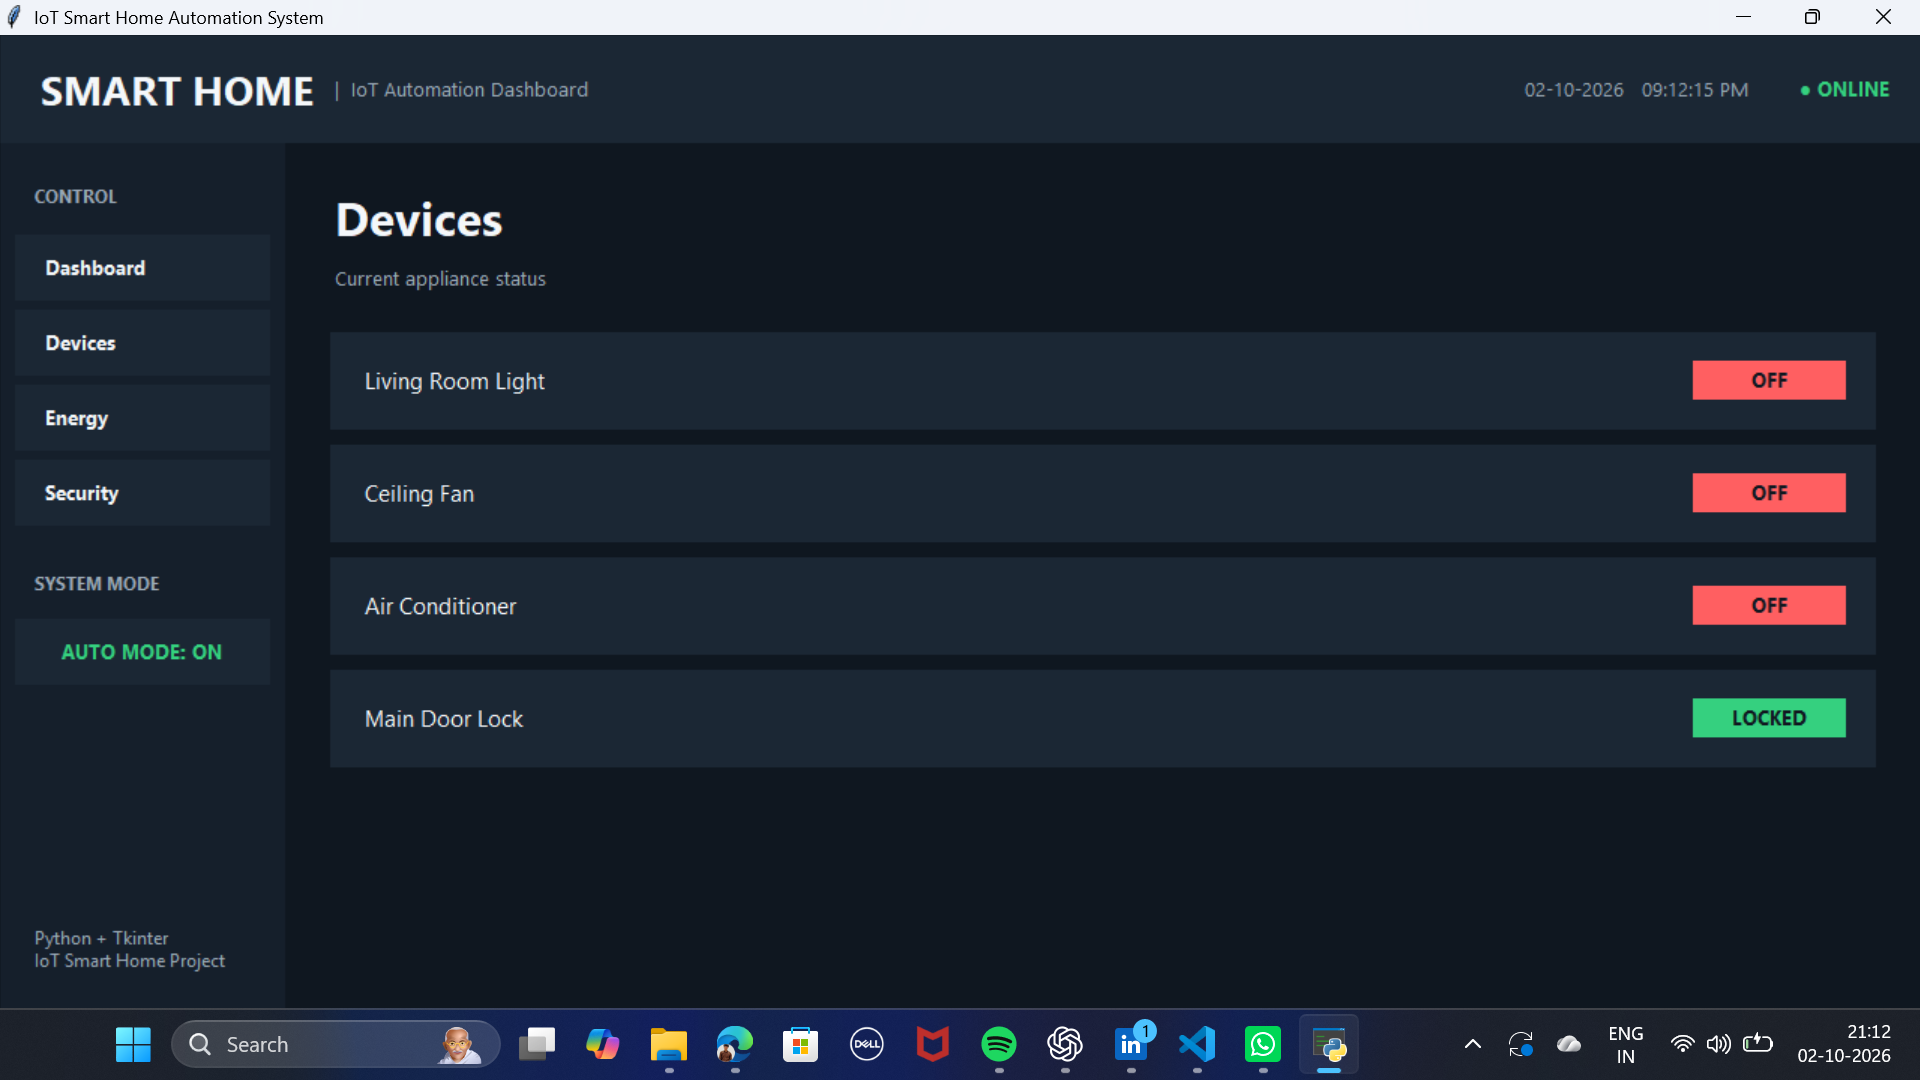 IoT Smart Home Automation System
SMART HOME | IoT Automation Dashboard
02-10-2026 09:12:15 PM ● ONLINE
CONTROL
Dashboard
Devices
Energy
Security
SYSTEM MODE
AUTO MODE: ON
Python + Tkinter
IoT Smart Home Project
Devices
Current appliance status
Living Room Light OFF
Ceiling Fan OFF
Air Conditioner OFF
Main Door Lock LOCKED
Search
DELL
in 1
ENG
IN
21:12
02-10-2026